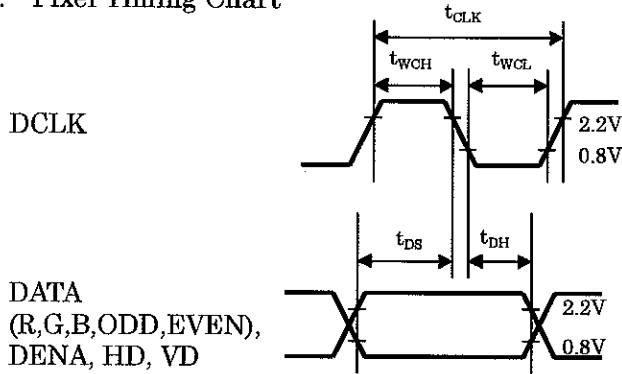 Pixel Timing Chart
tCLK
tWCH tWCL
DCLK
2.2V
0.8V
tDS tDH
DATA
(R,G,B,ODD,EVEN),
DENA, HD, VD
2.2V
0.8V